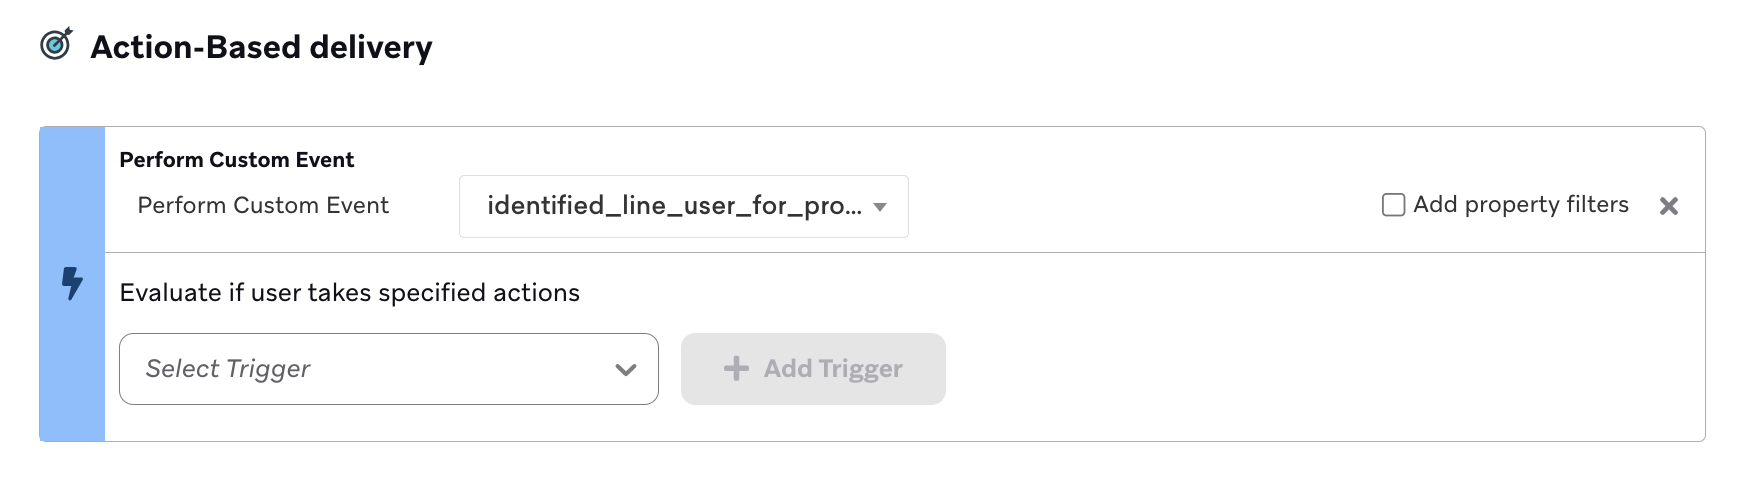 Action-Based delivery
Perform Custom Event
Perform Custom Event identified_line_user_for_pro... Add property filters
Evaluate if user takes specified actions
Select Trigger Add Trigger